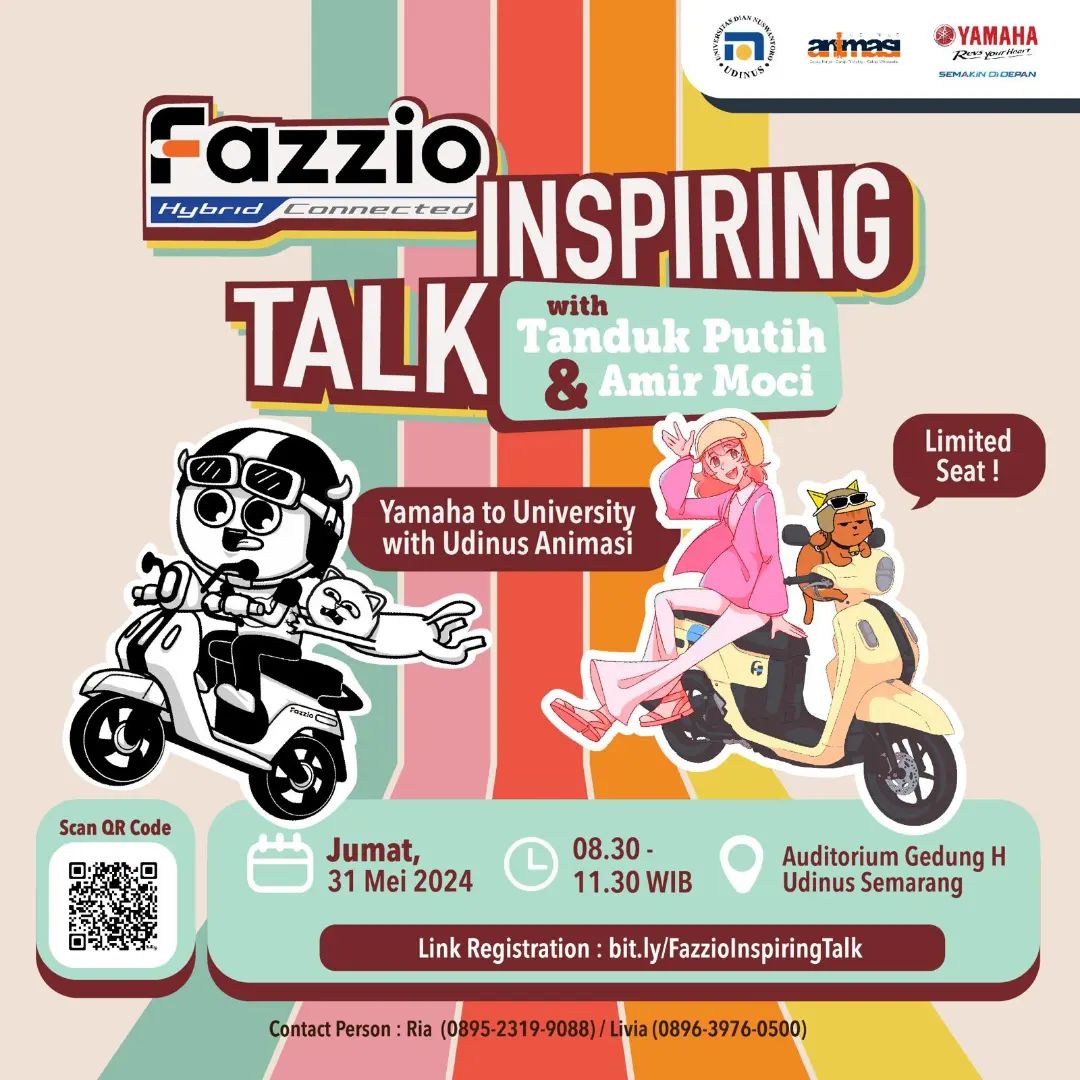 UNIVERSITAS DIAN NUSWANTORO
UDINUS
animasi
YAMAHA
Revs Your Heart
SEMAKIN DI DEPAN
Fazzio
Hybrid Connected
INSPIRING
TALK
with
Tanduk Putih
& Amir Moci
Limited
Seat !
Yamaha to University
with Udinus Animasi
Fazzio
Scan QR Code
Jumat,
31 Mei 2024
08.30 -
11.30 WIB
Auditorium Gedung H
Udinus Semarang
Link Registration : bit.ly/FazzioInspiringTalk
Contact Person : Ria (0895-2319-9088) / Livia (0896-3976-0500)